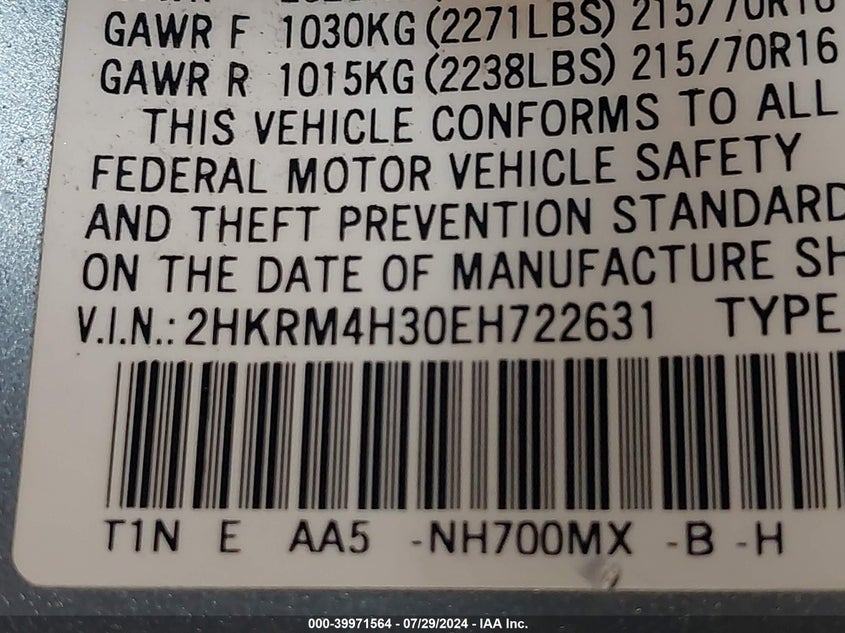 GAWR F 1030KG (2271LBS) 215/70R16
GAWR R 1015KG (2238LBS) 215/70R16
THIS VEHICLE CONFORMS TO ALL
FEDERAL MOTOR VEHICLE SAFETY
AND THEFT PREVENTION STANDARD
ON THE DATE OF MANUFACTURE SH
V.I.N.: 2HKRM4H30EH722631 TYPE
T1N E AA5 -NH700MX -B -H
000-39971564 - 07/29/2024 - IAA Inc.